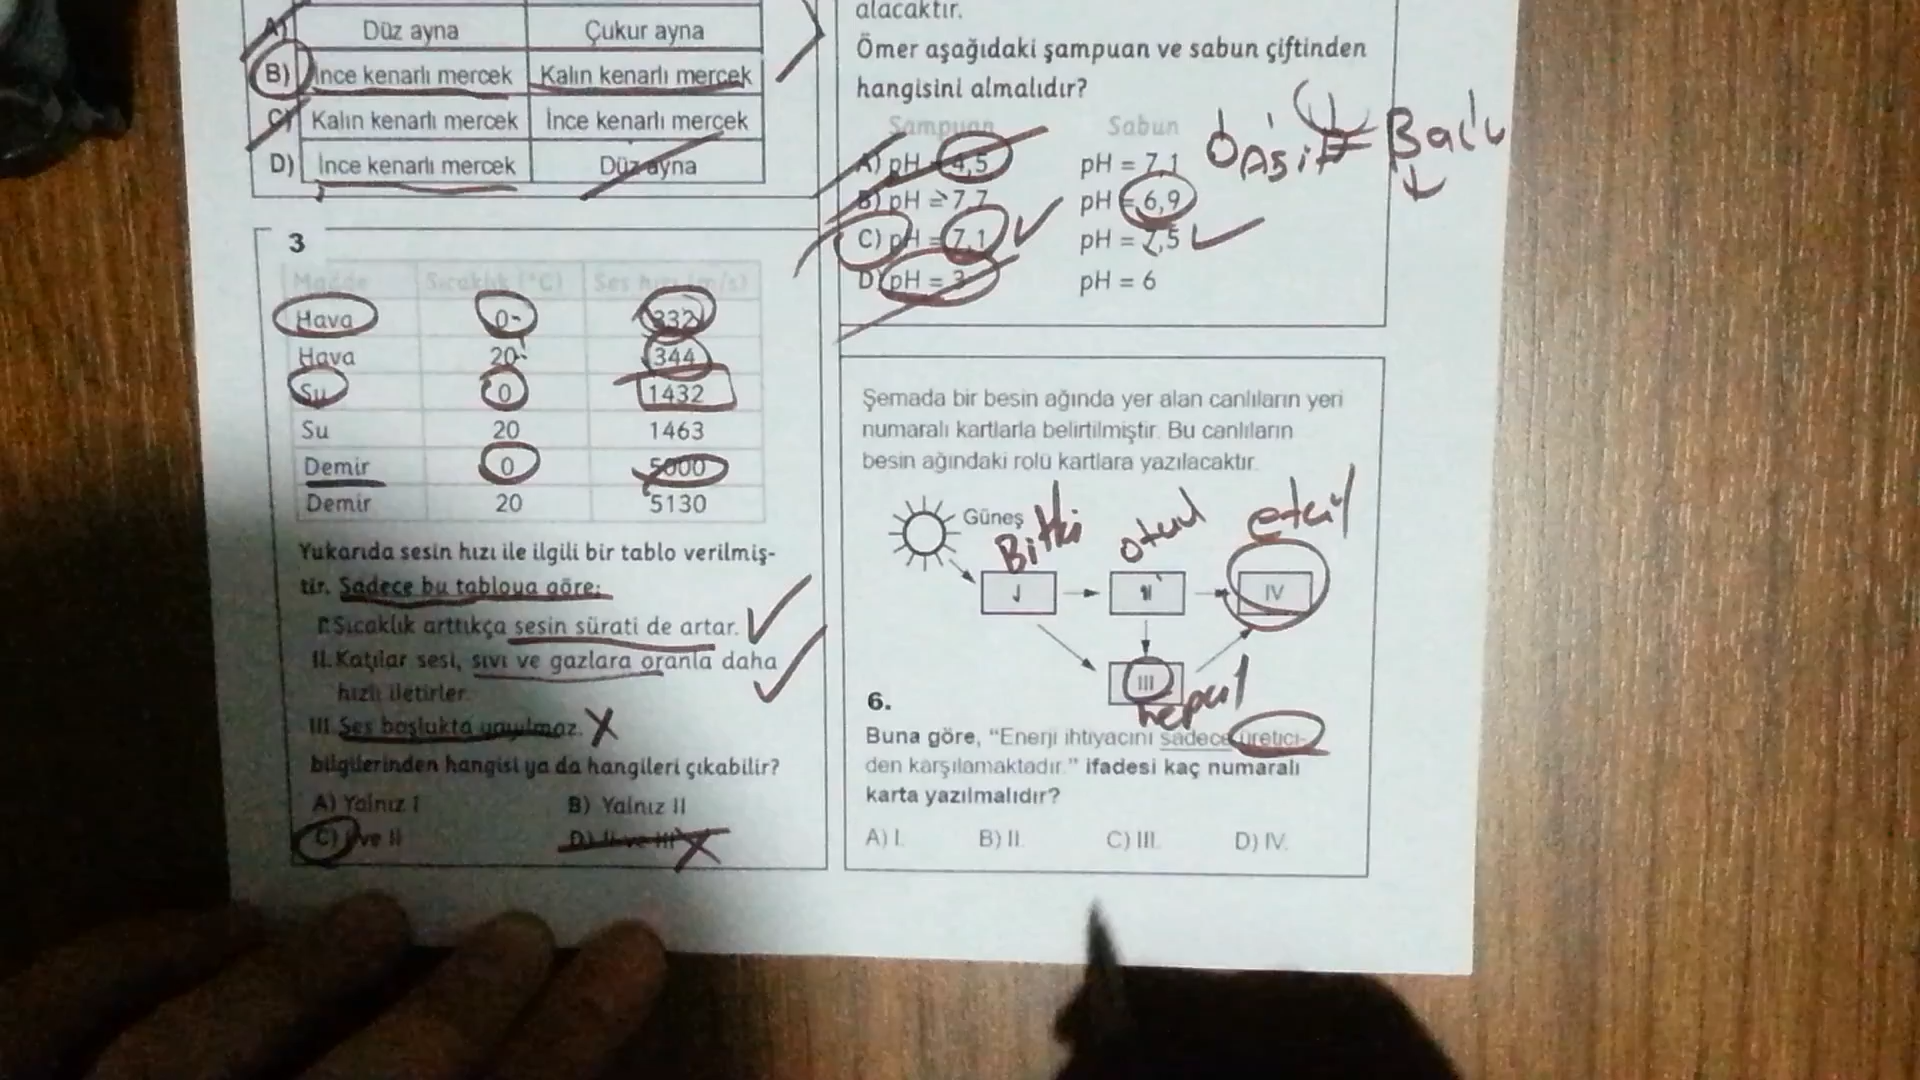 A) Düz ayna Çukur ayna
B) İnce kenarlı mercek Kalın kenarlı mercek
C) Kalın kenarlı mercek İnce kenarlı mercek
D) İnce kenarlı mercek Düz ayna
3
Madde Sıcaklık (°C) Ses hızı (m/s)
Hava 0 332
Hava 20 344
Su 0 1432
Su 20 1463
Demir 0 5000
Demir 20 5130
Yukarıda sesin hızı ile ilgili bir tablo verilmiş-
tir. Sadece bu tabloya göre;
I. Sıcaklık arttıkça sesin sürati de artar.
II. Katılar sesi, sıvı ve gazlara oranla daha
hızlı iletirler.
III. Ses boşlukta yayılmaz.
bilgilerinden hangisi ya da hangileri çıkabilir?
A) Yalnız I B) Yalnız II
C) I ve II D) II ve III
alacaktır.
Ömer aşağıdaki şampuan ve sabun çiftinden
hangisini almalıdır?
Şampuan Sabun
A) pH = 4,5 pH = 7,1
B) pH = 7,7 pH = 6,9
C) pH = 7,1 pH = 7,5
D) pH = 3 pH = 6
Şemada bir besin ağında yer alan canlıların yeri
numaralı kartlarla belirtilmiştir. Bu canlıların
besin ağındaki rolü kartlara yazılacaktır.
Güneş
Bitki otçul etçil
I II IV
III
hepçil
6.
Buna göre, “Enerji ihtiyacını sadece üretici-
den karşılamaktadır.” ifadesi kaç numaralı
karta yazılmalıdır?
A) I. B) II. C) III. D) IV.